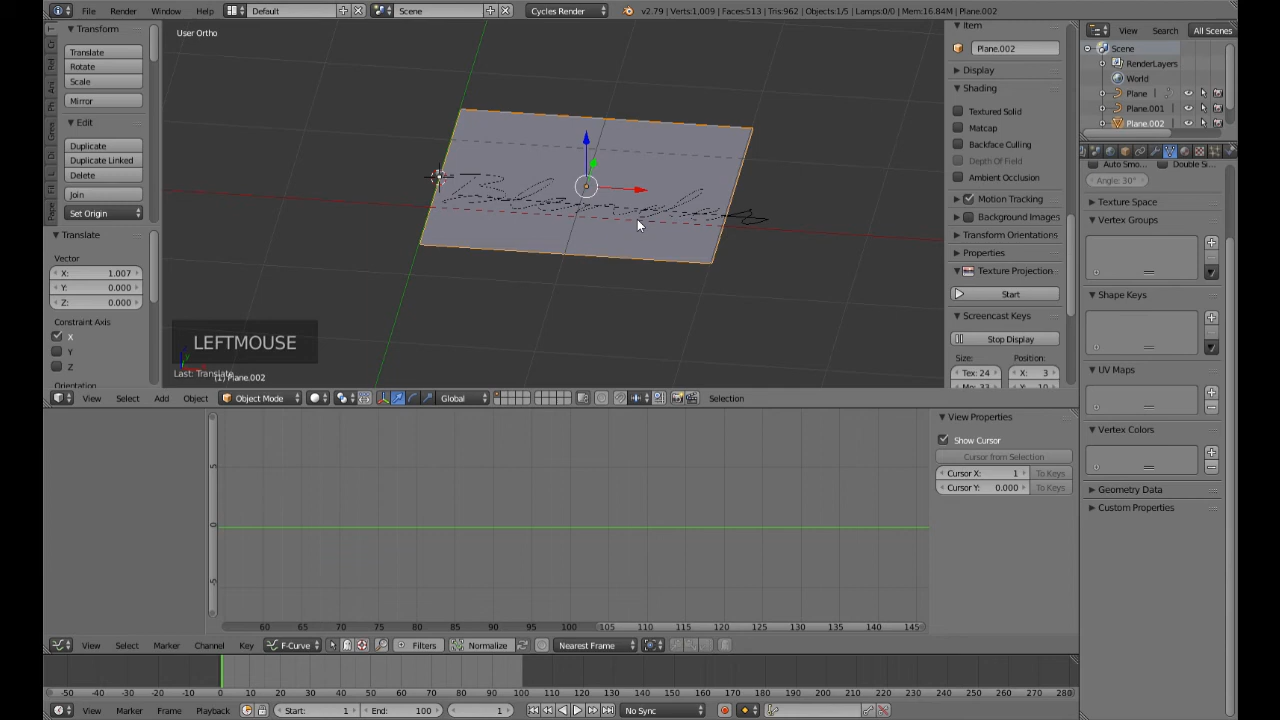 File Render Window Help Default Scene Cycles Render v2.79 | Verts:1,009 | Faces:513 | Tris:962 | Objects:1/5 | Lamps:0/0 | Mem:16.84M | Plane.002
Transform
Translate
Rotate
Scale
Mirror
Edit
Duplicate
Duplicate Linked
Delete
Join
Set Origin
Translate
Vector
X: 1.007
Y: 0.000
Z: 0.000
Constraint Axis
X
Y
Z
User Ortho
LEFTMOUSE
Last: Translate
(1) Plane.002
Item
Plane.002
Display
Shading
Textured Solid
Matcap
Backface Culling
Depth Of Field
Ambient Occlusion
Motion Tracking
Background Images
Transform Orientations
Properties
Texture Projection
Start
Screencast Keys
Stop Display
Size: Position:
Tex: 24 X: 3
View Search All Scenes
Scene
RenderLayers
World
Plane
Plane.001
Plane.002
Auto Smo... Double Si...
Angle: 30°
Texture Space
Vertex Groups
Shape Keys
UV Maps
Vertex Colors
Geometry Data
Custom Properties
View Select Add Object Object Mode Global Selection
View Properties
Show Cursor
Cursor from Selection
Cursor X: 1 To Keys
Cursor Y: 0.000 To Keys
5
0
60 65 70 75 80 85 90 95 100 105 110 115 120 125 130 135 140 145
View Select Marker Channel Key F-Curve Filters Normalize Nearest Frame
-50 -40 -30 -20 -10 0 10 20 30 40 50 60 70 80 90 100 110 120 130 140 150 160 170 180 190 200 210 220 230 240 250 260 270 280
View Marker Frame Playback Start: 1 End: 100 1 No Sync